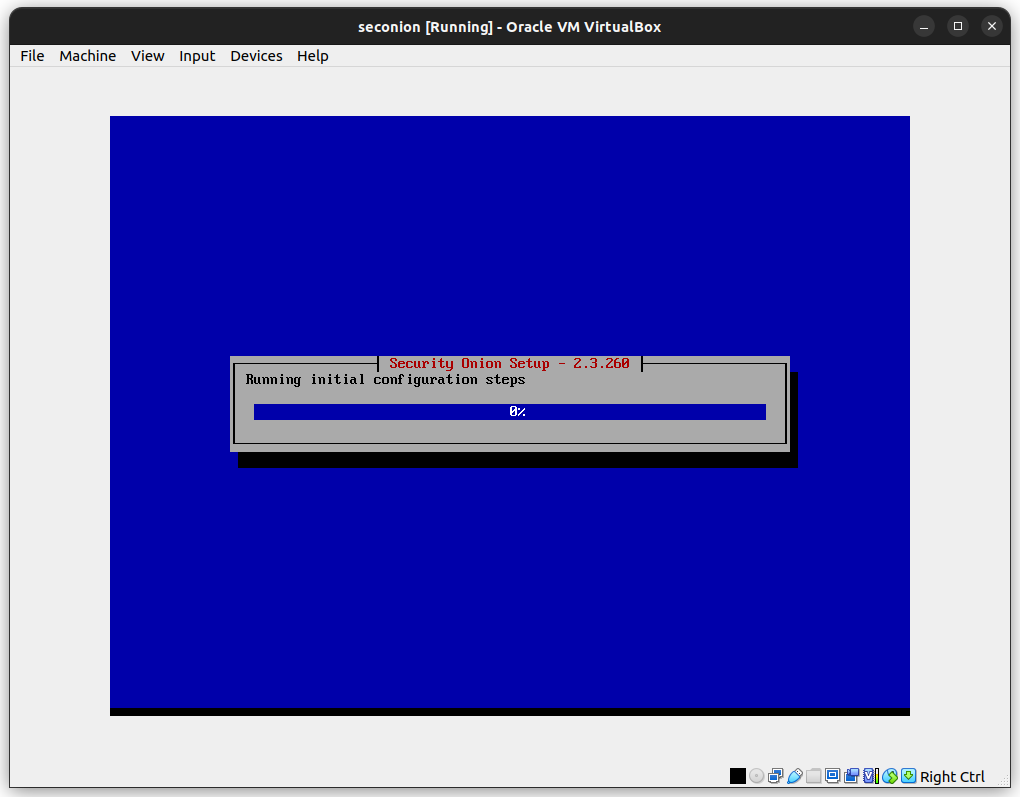 seconion [Running] - Oracle VM VirtualBox
File Machine View Input Devices Help
Security Onion Setup - 2.3.260
Running initial configuration steps
0%
Right Ctrl